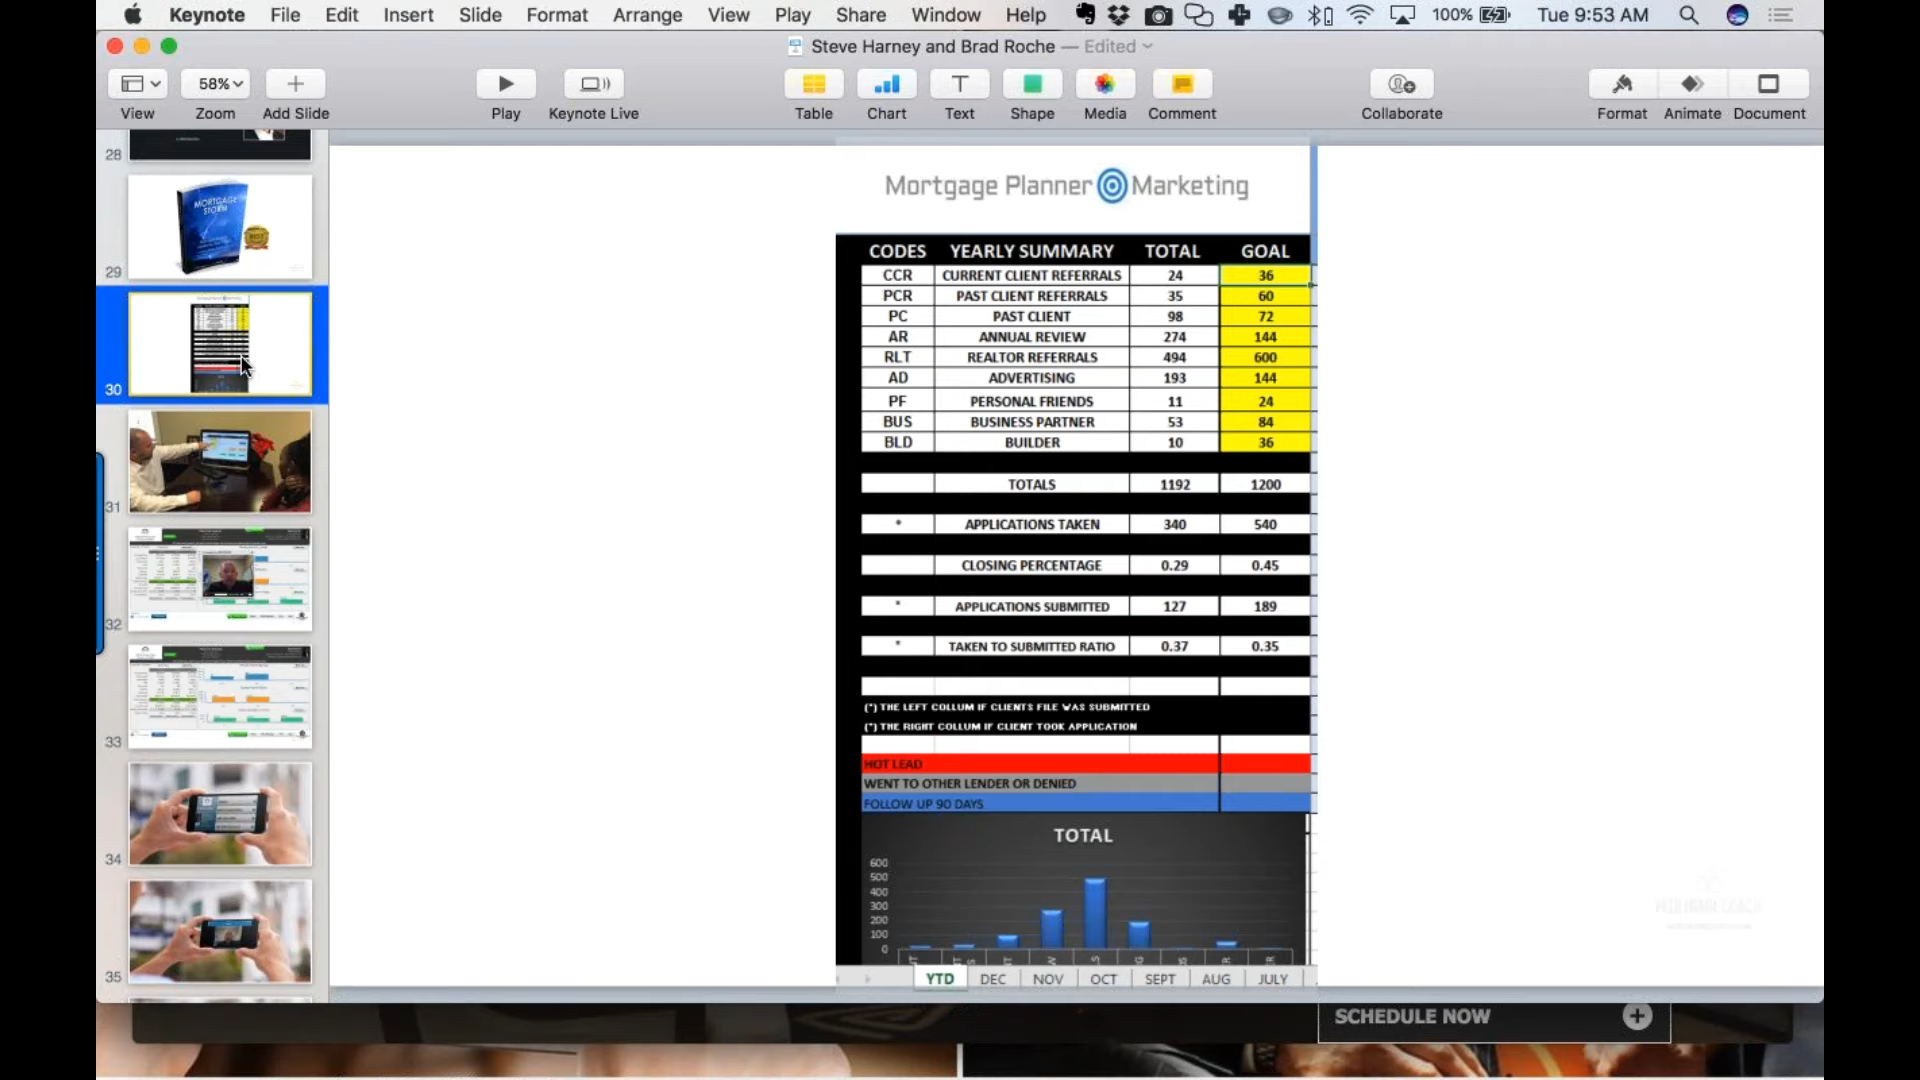 Keynote File Edit Insert Slide Format Arrange View Play Share Window Help 100% Tue 9:53 AM
Steve Harney and Brad Roche — Edited
58%
View Zoom Add Slide Play Keynote Live Table Chart Text Shape Media Comment Collaborate Format Animate Document
28
MORTGAGE
STORM
29
30
31
32
33
34
35
Mortgage Planner Marketing
CODES YEARLY SUMMARY TOTAL GOAL
CCR CURRENT CLIENT REFERRALS 24 36
PCR PAST CLIENT REFERRALS 35 60
PC PAST CLIENT 98 72
AR ANNUAL REVIEW 274 144
RLT REALTOR REFERRALS 494 600
AD ADVERTISING 193 144
PF PERSONAL FRIENDS 11 24
BUS BUSINESS PARTNER 53 84
BLD BUILDER 10 36
TOTALS 1192 1200
* APPLICATIONS TAKEN 340 540
CLOSING PERCENTAGE 0.29 0.45
* APPLICATIONS SUBMITTED 127 189
* TAKEN TO SUBMITTED RATIO 0.37 0.35
(*) THE LEFT COLLUM IF CLIENTS FILE WAS SUBMITTED
(*) THE RIGHT COLLUM IF CLIENT TOOK APPLICATION
HOT LEAD
WENT TO OTHER LENDER OR DENIED
FOLLOW UP 90 DAYS
TOTAL
600
500
400
300
200
100
0
YTD DEC NOV OCT SEPT AUG JULY
SCHEDULE NOW